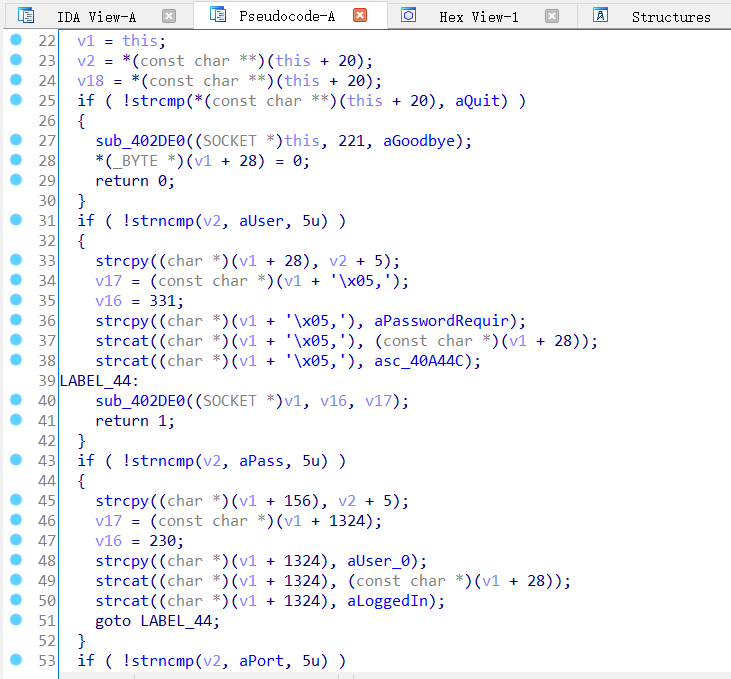 IDA View-A Pseudocode-A Hex View-1 Structures
22 v1 = this;
23 v2 = *(const char **)(this + 20);
24 v18 = *(const char **)(this + 20);
25 if ( !strcmp(*(const char **)(this + 20), aQuit) )
26 {
27 sub_402DE0((SOCKET *)this, 221, aGoodbye);
28 *(_BYTE *)(v1 + 28) = 0;
29 return 0;
30 }
31 if ( !strncmp(v2, aUser, 5u) )
32 {
33 strcpy((char *)(v1 + 28), v2 + 5);
34 v17 = (const char *)(v1 + '\x05,');
35 v16 = 331;
36 strcpy((char *)(v1 + '\x05,'), aPasswordRequir);
37 strcat((char *)(v1 + '\x05,'), (const char *)(v1 + 28));
38 strcat((char *)(v1 + '\x05,'), asc_40A44C);
39 LABEL_44:
40 sub_402DE0((SOCKET *)v1, v16, v17);
41 return 1;
42 }
43 if ( !strncmp(v2, aPass, 5u) )
44 {
45 strcpy((char *)(v1 + 156), v2 + 5);
46 v17 = (const char *)(v1 + 1324);
47 v16 = 230;
48 strcpy((char *)(v1 + 1324), aUser_0);
49 strcat((char *)(v1 + 1324), (const char *)(v1 + 28));
50 strcat((char *)(v1 + 1324), aLoggedIn);
51 goto LABEL_44;
52 }
53 if ( !strncmp(v2, aPort, 5u) )